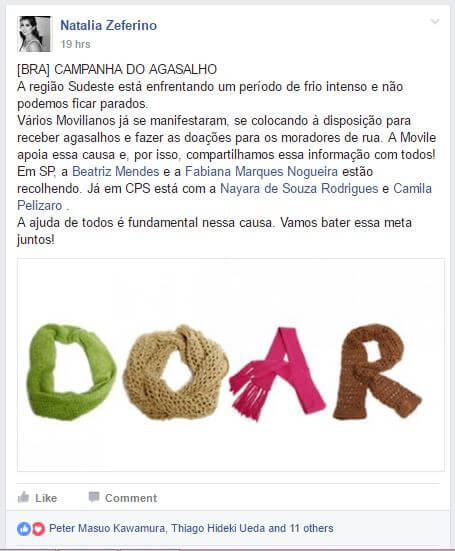 Natalia Zeferino
19 hrs
[BRA] CAMPANHA DO AGASALHO
A região Sudeste está enfrentando um período de frio intenso e não
podemos ficar parados.
Vários Movilianos já se manifestaram, se colocando à disposição para
receber agasalhos e fazer as doações para os moradores de rua. A Movile
apoia essa causa e, por isso, compartilhamos essa informação com todos!
Em SP, a Beatriz Mendes e a Fabiana Marques Nogueira estão
recolhendo. Já em CPS está com a Nayara de Souza Rodrigues e Camila
Pelizaro .
A ajuda de todos é fundamental nessa causa. Vamos bater essa meta
juntos!
DOAR
Like Comment
Peter Masuo Kawamura, Thiago Hideki Ueda and 11 others